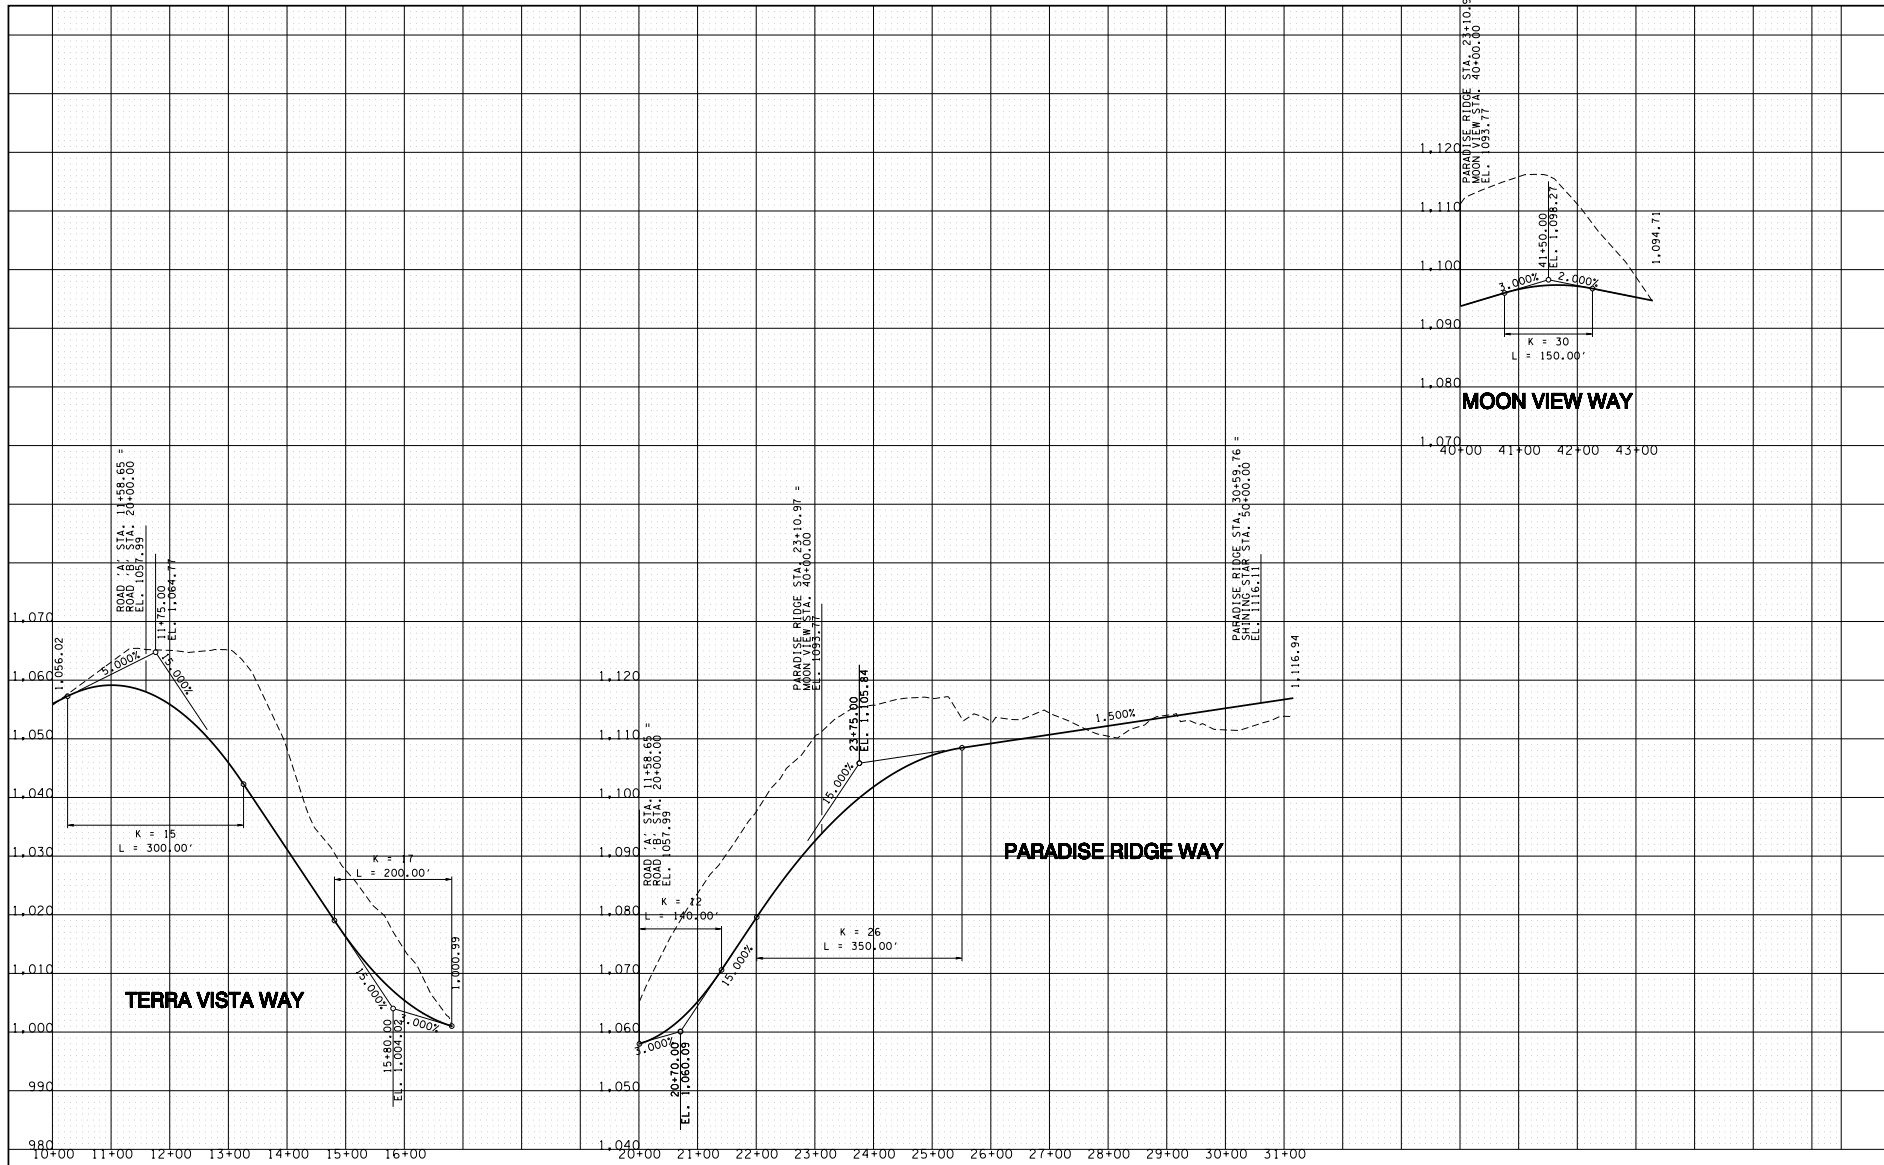 1,070
1,060
1,050
1,040
1,030
1,020
1,010
1,000
990
980
10+00 11+00 12+00 13+00 14+00 15+00 16+00
1,056.02
ROAD 'A' STA. 11+58.65 =
ROAD 'B' STA. 20+00.00
EL. 1057.99
11+75.00
EL. 1,064.77
5.000%
15.000%
K = 15
L = 300.00'
K = 17
L = 200.00'
15.000%
15+80.00
EL. 1,004.02
.000%
1,000.99
TERRA VISTA WAY
1,120
1,110
1,100
1,090
1,080
1,070
1,060
1,050
1,040
20+00 21+00 22+00 23+00 24+00 25+00 26+00 27+00 28+00 29+00 30+00 31+00
ROAD 'A' STA. 11+58.65 =
ROAD 'B' STA. 20+00.00
EL. 1057.99
K = 12
L = 140.00'
3.000%
20+70.00
EL. 1,060.09
15.000%
K = 26
L = 350.00'
PARADISE RIDGE STA. 23+10.97 =
MOON VIEW STA. 40+00.00
EL. 1093.77
15.000%
23+75.00
EL. 1,105.84
1.500%
PARADISE RIDGE STA. 30+59.76 =
SHINING STAR STA. 50+00.00
EL. 1116.11
1,116.94
PARADISE RIDGE WAY
PARADISE RIDGE STA. 23+10.9
MOON VIEW STA. 40+00.00
EL. 1093.77
1,120
1,110
1,100
1,090
1,080
1,070
3.000%
41+50.00
EL. 1,098.27
2.000%
1,094.71
K = 30
L = 150.00'
MOON VIEW WAY
40+00 41+00 42+00 43+00